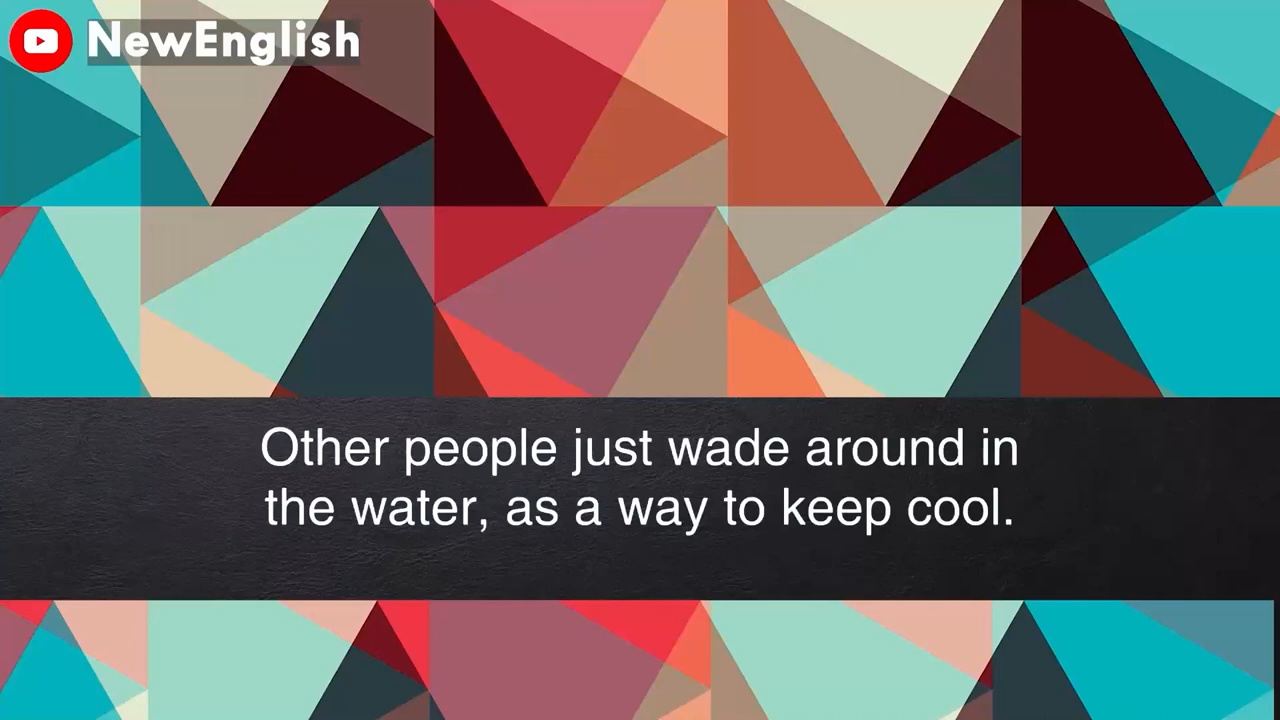 NewEnglish
Other people just wade around in
the water, as a way to keep cool.